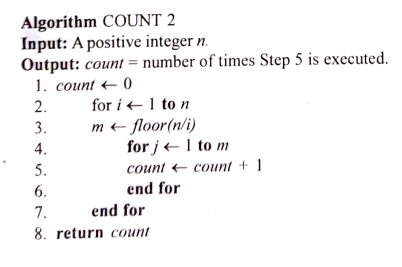 Algorithm COUNT 2
Input: A positive integer n.
Output: count = number of times Step 5 is executed.
1. count ← 0
2. for i ← 1 to n
3. m ← floor(n/i)
4. for j ← 1 to m
5. count ← count + 1
6. end for
7. end for
8. return count